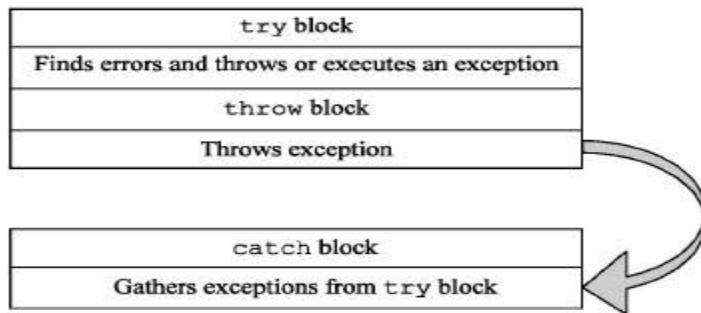 try block
Finds errors and throws or executes an exception
throw block
Throws exception
catch block
Gathers exceptions from try block